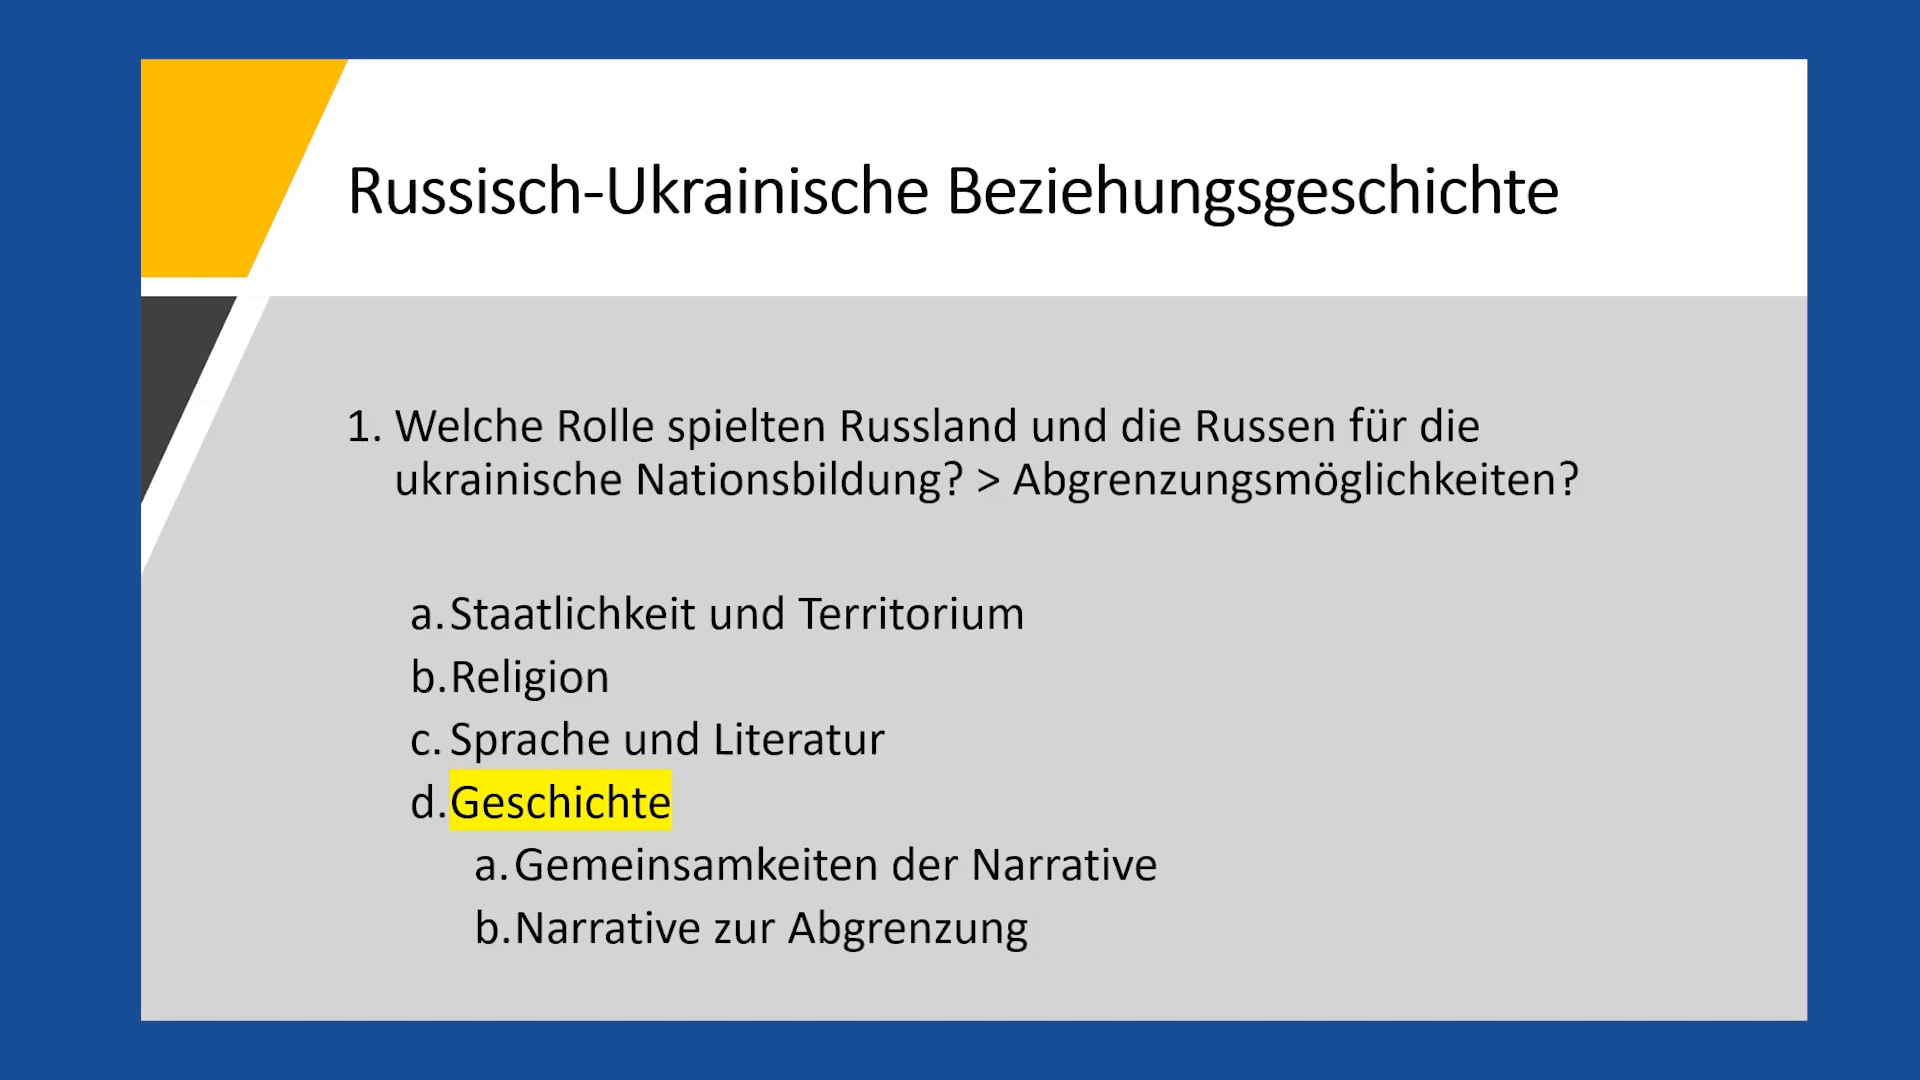 Russisch-Ukrainische Beziehungsgeschichte
1. Welche Rolle spielten Russland und die Russen für die
ukrainische Nationsbildung? > Abgrenzungsmöglichkeiten?
a. Staatlichkeit und Territorium
b. Religion
c. Sprache und Literatur
d. Geschichte
a. Gemeinsamkeiten der Narrative
b. Narrative zur Abgrenzung